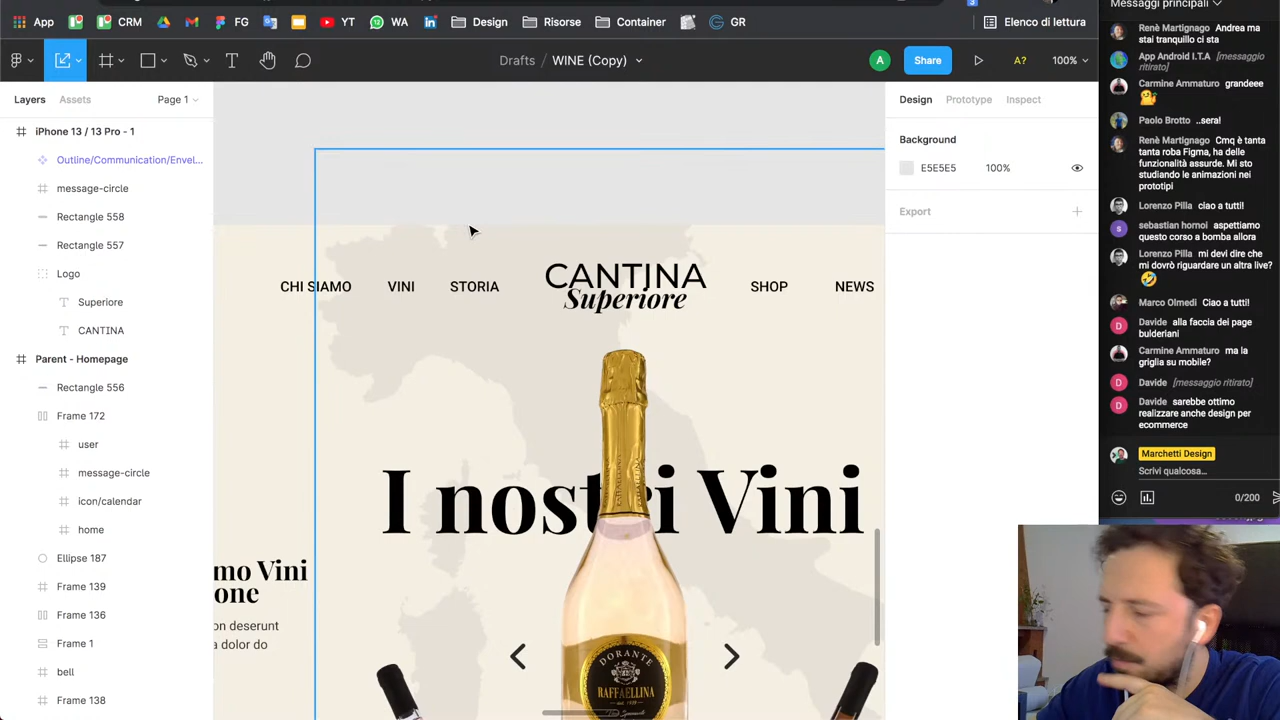 Messaggi principali
App
CRM
FG
YT
WA
Design
Risorse
Container
GR
Elenco di lettura
3
Drafts / WINE (Copy)
A
Share
A?
100%
Layers
Assets
Page 1
iPhone 13 / 13 Pro - 1
Outline/Communication/Envel...
message-circle
Rectangle 558
Rectangle 557
Logo
Superiore
CANTINA
Parent - Homepage
Rectangle 556
Frame 172
user
message-circle
icon/calendar
home
Ellipse 187
Frame 139
Frame 136
Frame 1
bell
Frame 138
CHI SIAMO
VINI
STORIA
CANTINA
Superiore
SHOP
NEWS
I nostri Vini
mo Vini
one
on deserunt
a dolor do
DORANTE
RAFFAELLINA
Design
Prototype
Inspect
Background
E5E5E5
100%
Export
Renè Martignago Andrea ma
stai tranquillo ci sta
App Android I.T.A [messaggio
ritirato]
Carmine Ammaturo grandeee
Paolo Brotto ..sera!
Renè Martignago Cmq è tanta
tanta roba Figma, ha delle
funzionalità assurde. Mi sto
studiando le animazioni nei
prototipi
Lorenzo Pilla ciao a tutti!
s
sebastian hornoi aspettiamo
questo corso a bomba allora
Lorenzo Pilla mi devi dire che
mi dovrò riguardare un altra live?
Marco Olmedi Ciao a tutti!
D
Davide alla faccia dei page
bulderiani
Carmine Ammaturo ma la
griglia su mobile?
D
Davide [messaggio ritirato]
D
Davide sarebbe ottimo
realizzare anche design per
ecommerce
Marchetti Design
Scrivi qualcosa...
0/200